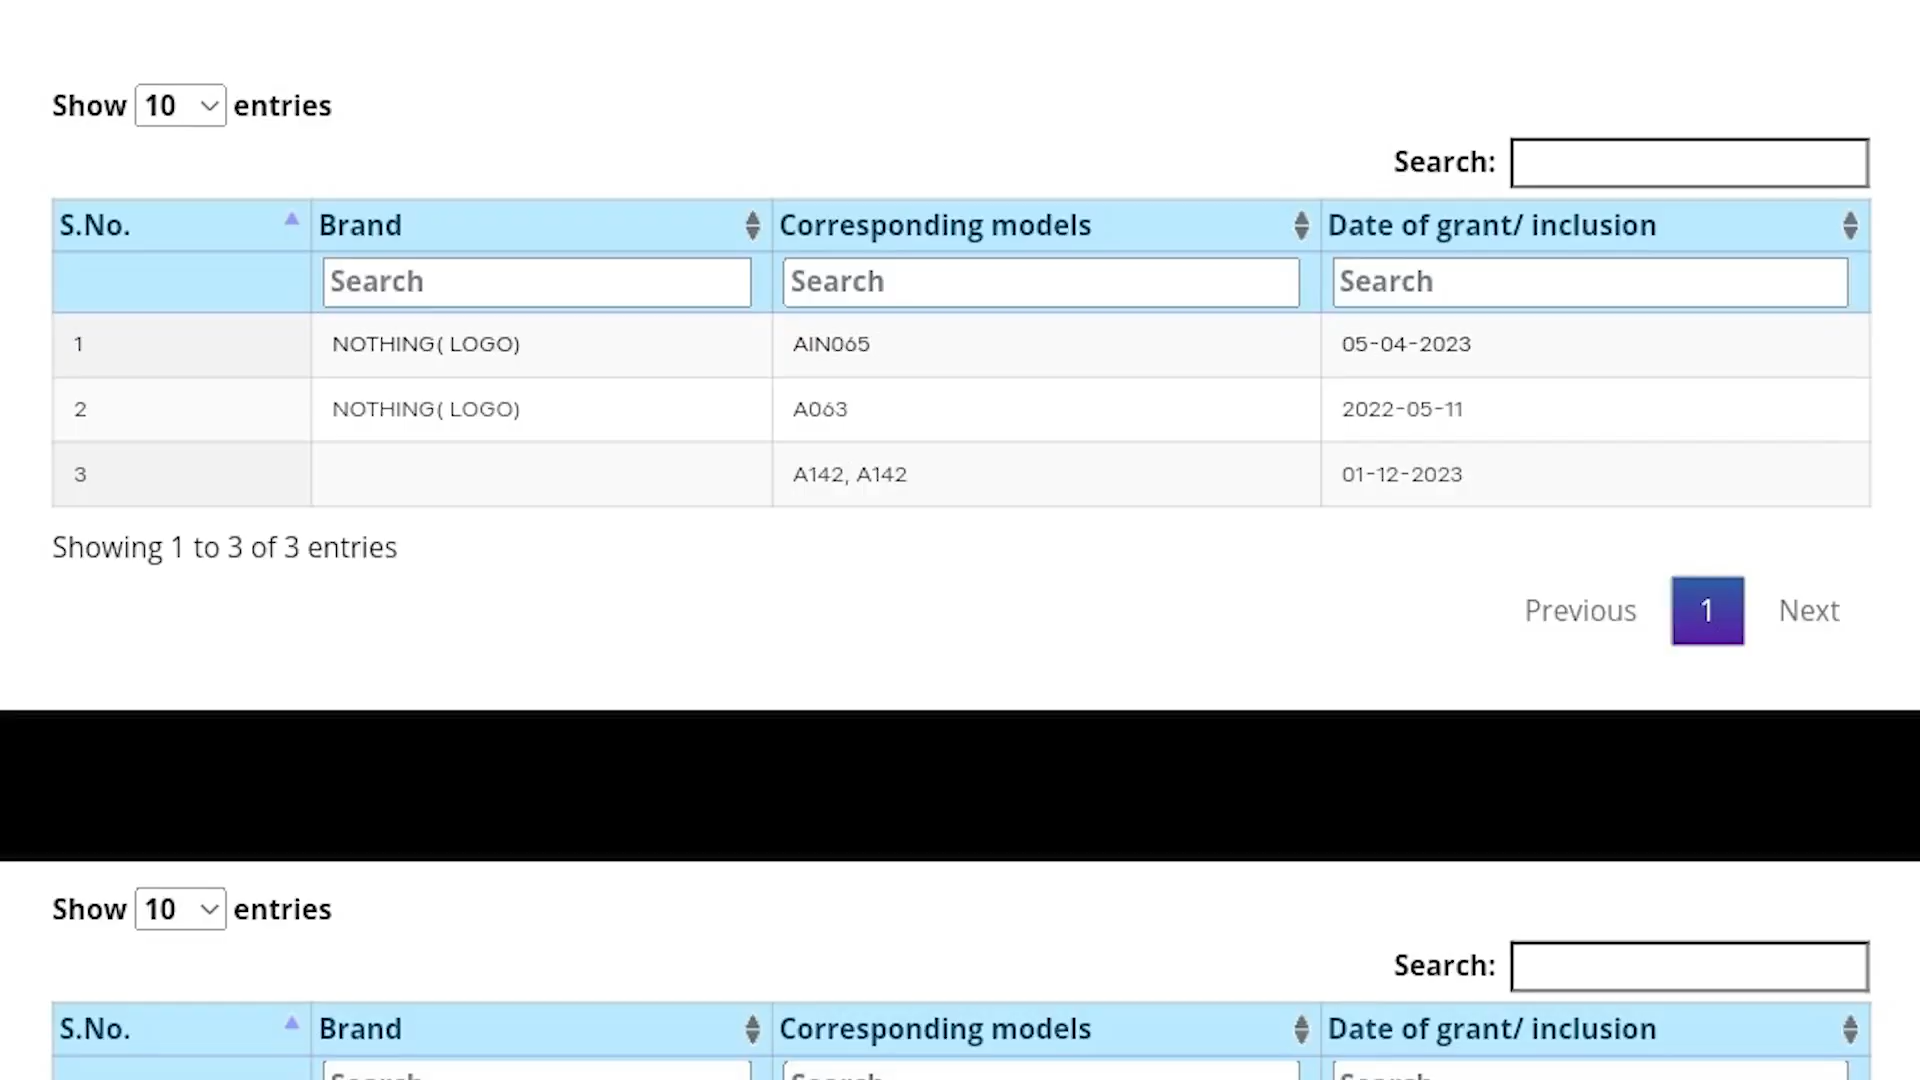 Show 10 entries
Search:
S.No. Brand Corresponding models Date of grant/ inclusion
Search Search Search
1 NOTHING( LOGO) AIN065 05-04-2023
2 NOTHING( LOGO) A063 2022-05-11
3 A142, A142 01-12-2023
Showing 1 to 3 of 3 entries
Previous 1 Next
Show 10 entries
Search:
S.No. Brand Corresponding models Date of grant/ inclusion
Search Search Search